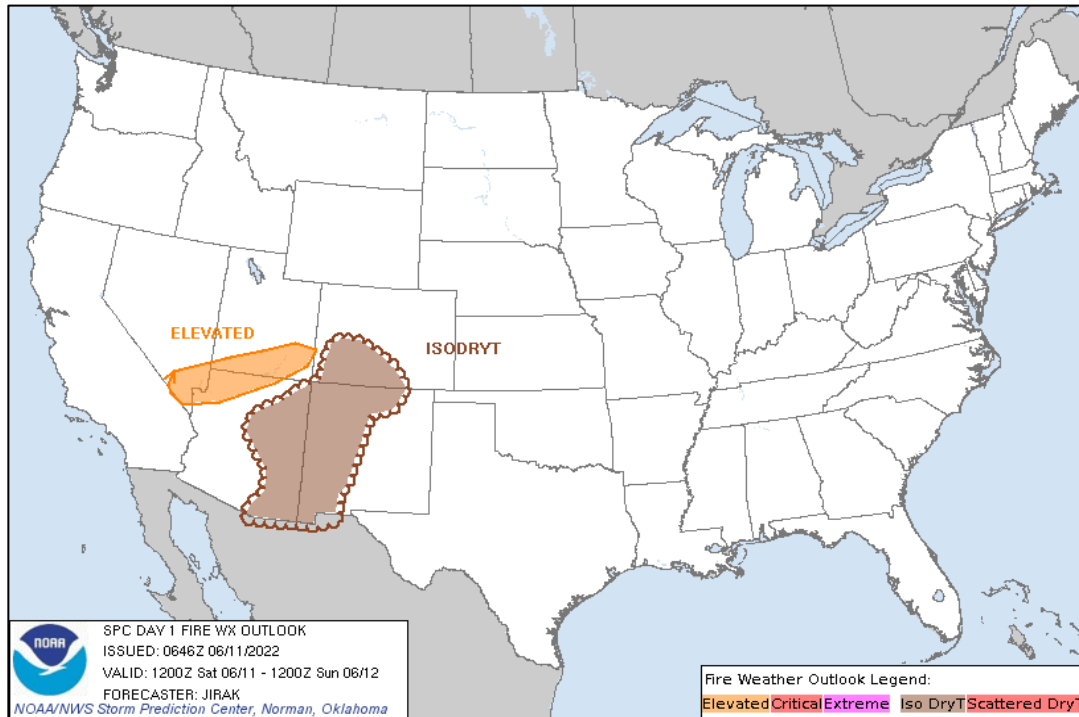 ELEVATED
ISODRYT
NOAA
SPC DAY 1 FIRE WX OUTLOOK
ISSUED: 0646Z 06/11/2022
VALID: 1200Z Sat 06/11 - 1200Z Sun 06/12
FORECASTER: JIRAK
NOAA/NWS Storm Prediction Center, Norman, Oklahoma
Fire Weather Outlook Legend:
Elevated Critical Extreme Iso DryT Scattered DryT